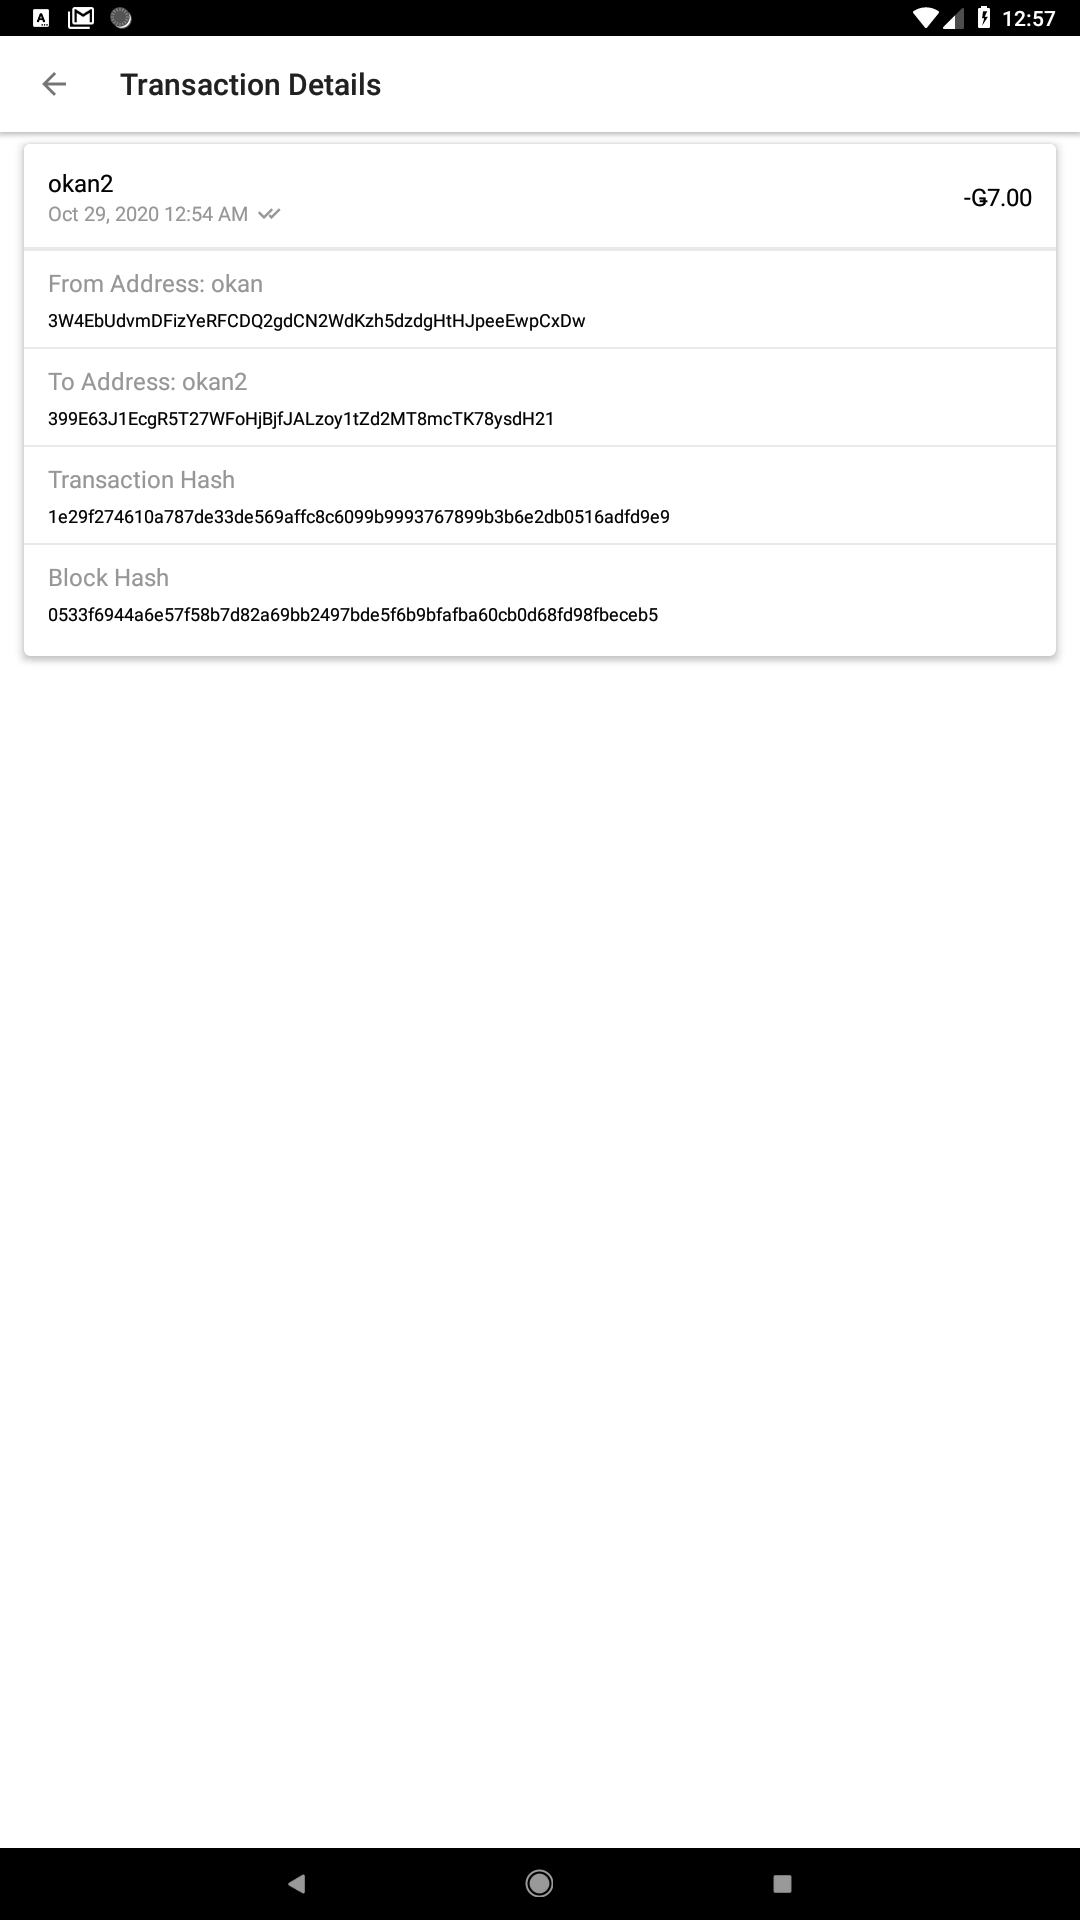 12:57
Transaction Details
okan2
-Ǥ7.00
Oct 29, 2020 12:54 AM
From Address: okan
3W4EbUdvmDFizYeRFCDQ2gdCN2WdKzh5dzdgHtHJpeeEwpCxDw
To Address: okan2
399E63J1EcgR5T27WFoHjBjfJALzoy1tZd2MT8mcTK78ysdH21
Transaction Hash
1e29f274610a787de33de569affc8c6099b9993767899b3b6e2db0516adfd9e9
Block Hash
0533f6944a6e57f58b7d82a69bb2497bde5f6b9bfafba60cb0d68fd98fbeceb5